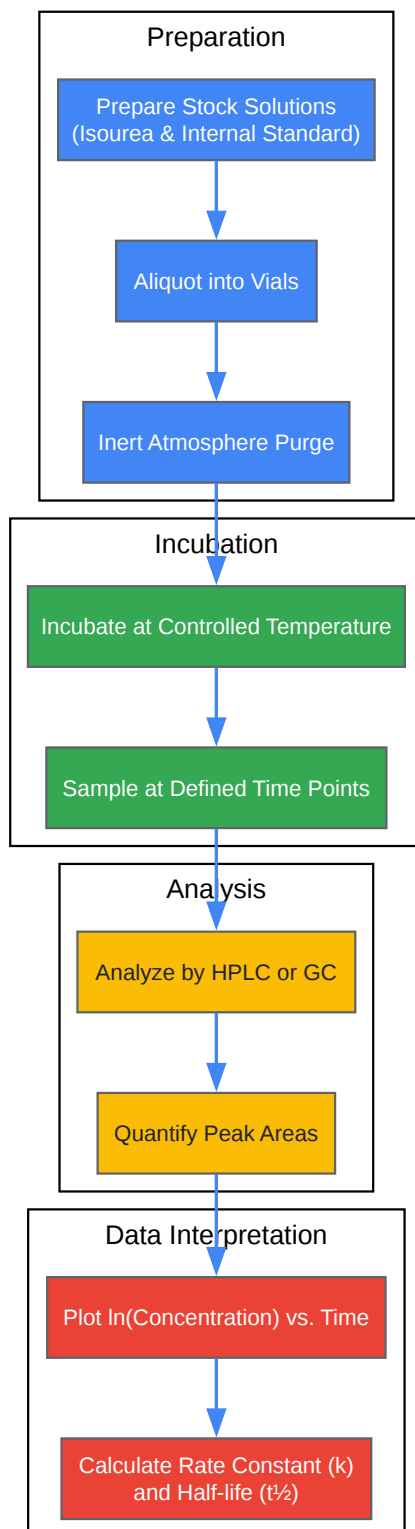 Preparation
Prepare Stock Solutions
(Isourea & Internal Standard)
Aliquot into Vials
Inert Atmosphere Purge
Incubation
Incubate at Controlled Temperature
Sample at Defined Time Points
Analysis
Analyze by HPLC or GC
Quantify Peak Areas
Data Interpretation
Plot ln(Concentration) vs. Time
Calculate Rate Constant (k)
and Half-life (t½)